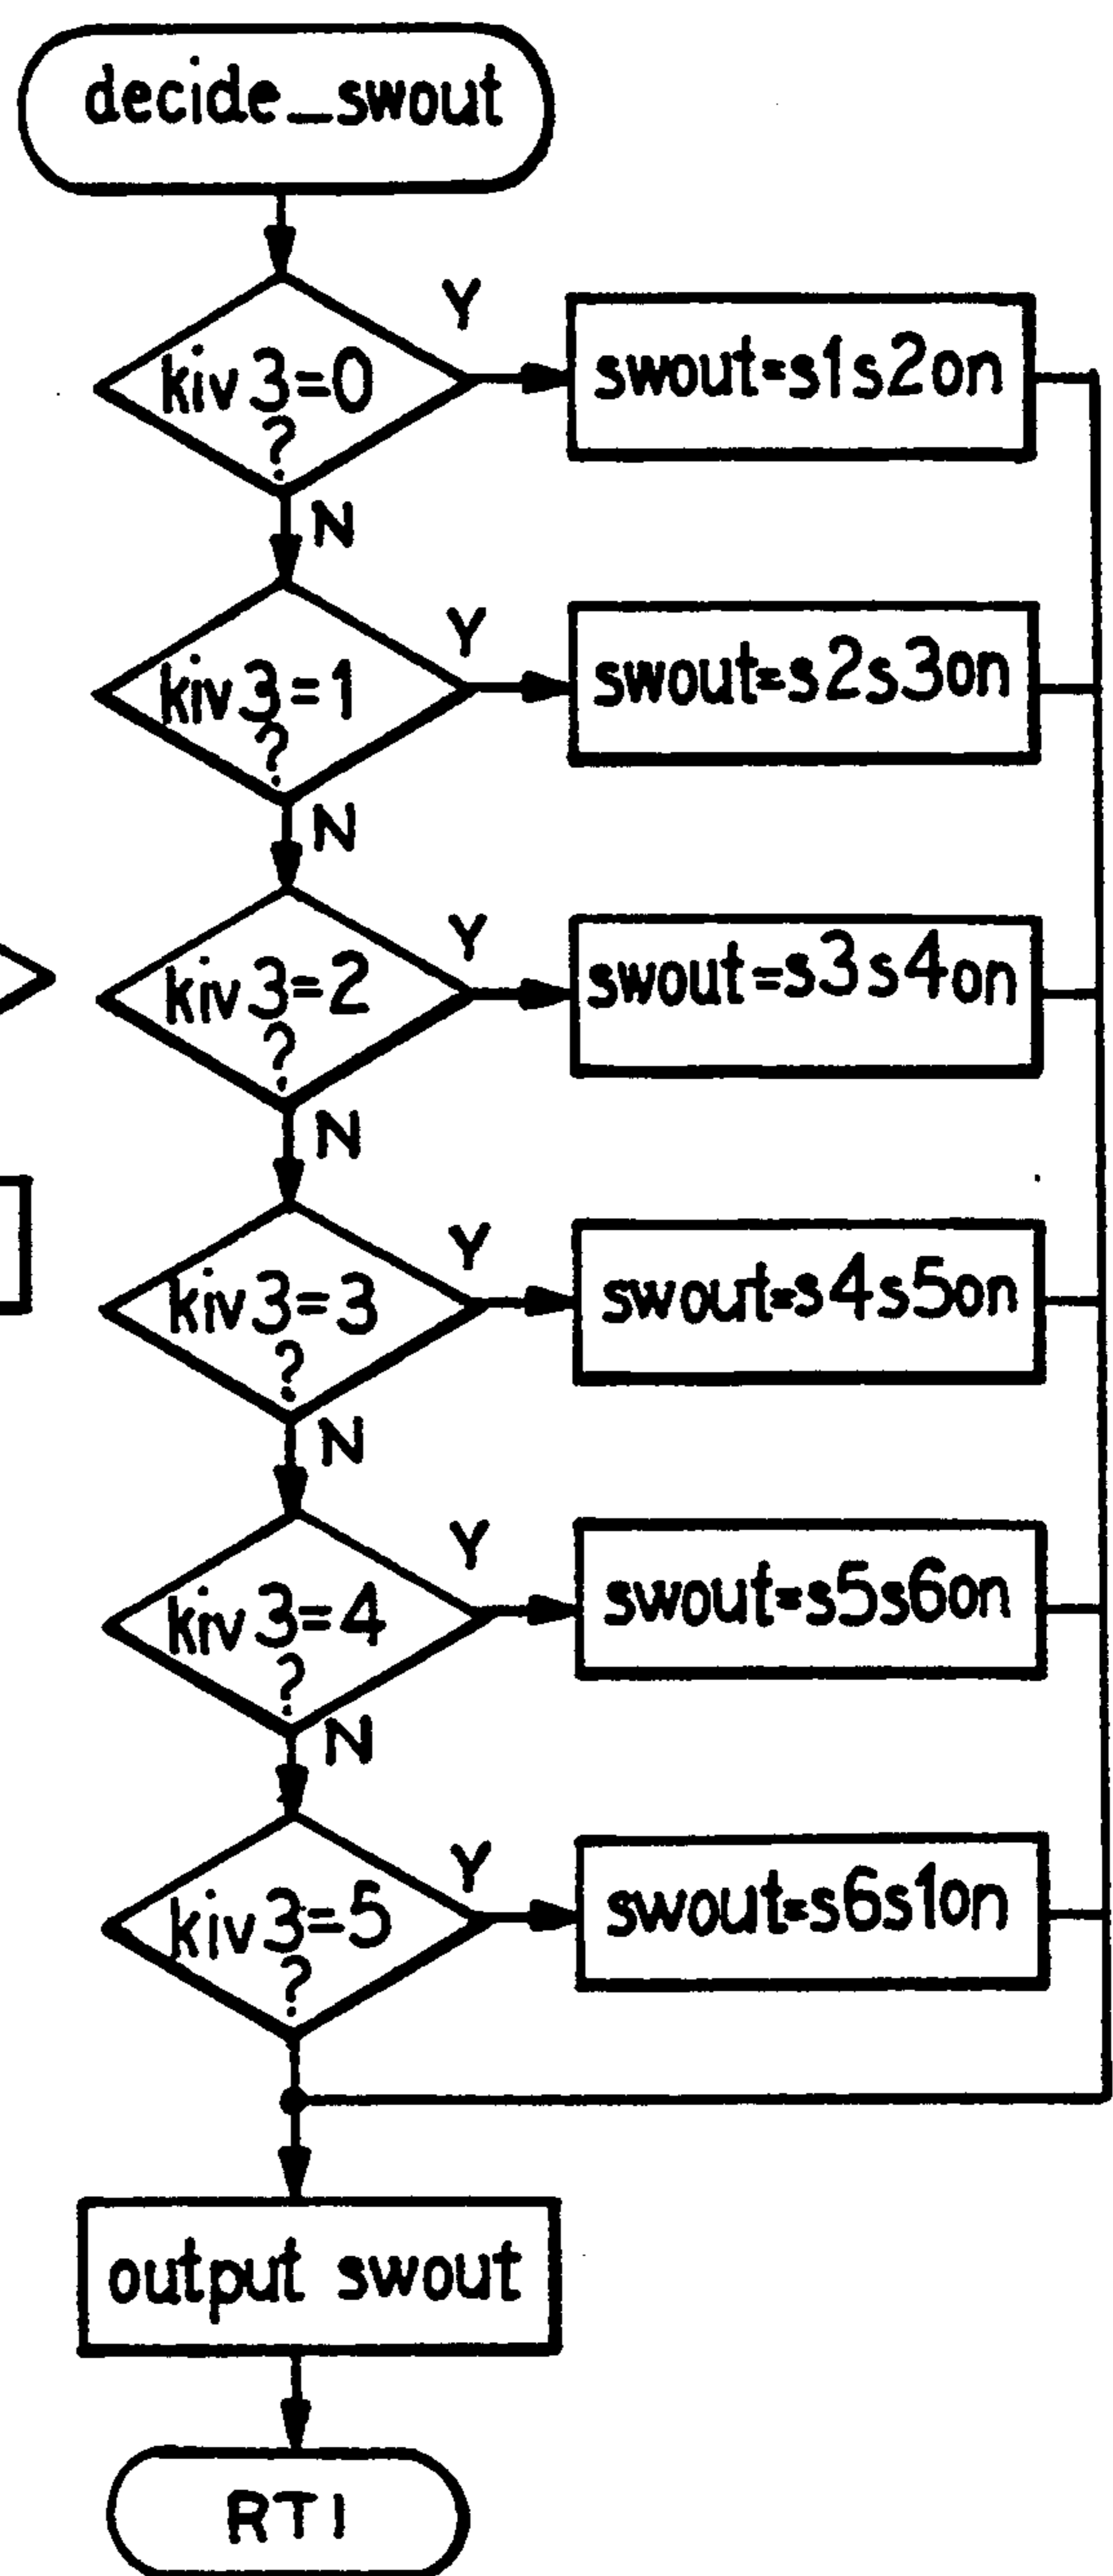 decide_swout
kiv3=0
?
Y
swout=s1s2on
N
kiv3=1
?
Y
swout=s2s3on
N
kiv3=2
?
Y
swout=s3s4on
N
kiv3=3
?
Y
swout=s4s5on
N
kiv3=4
?
Y
swout=s5s6on
N
kiv3=5
?
Y
swout=s6s1on
output swout
RTI